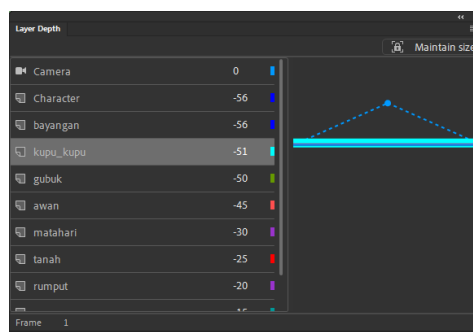 Layer Depth
Maintain size
Camera 0
Character -56
bayangan -56
kupu_kupu -51
gubuk -50
awan -45
matahari -30
tanah -25
rumput -20
Frame 1